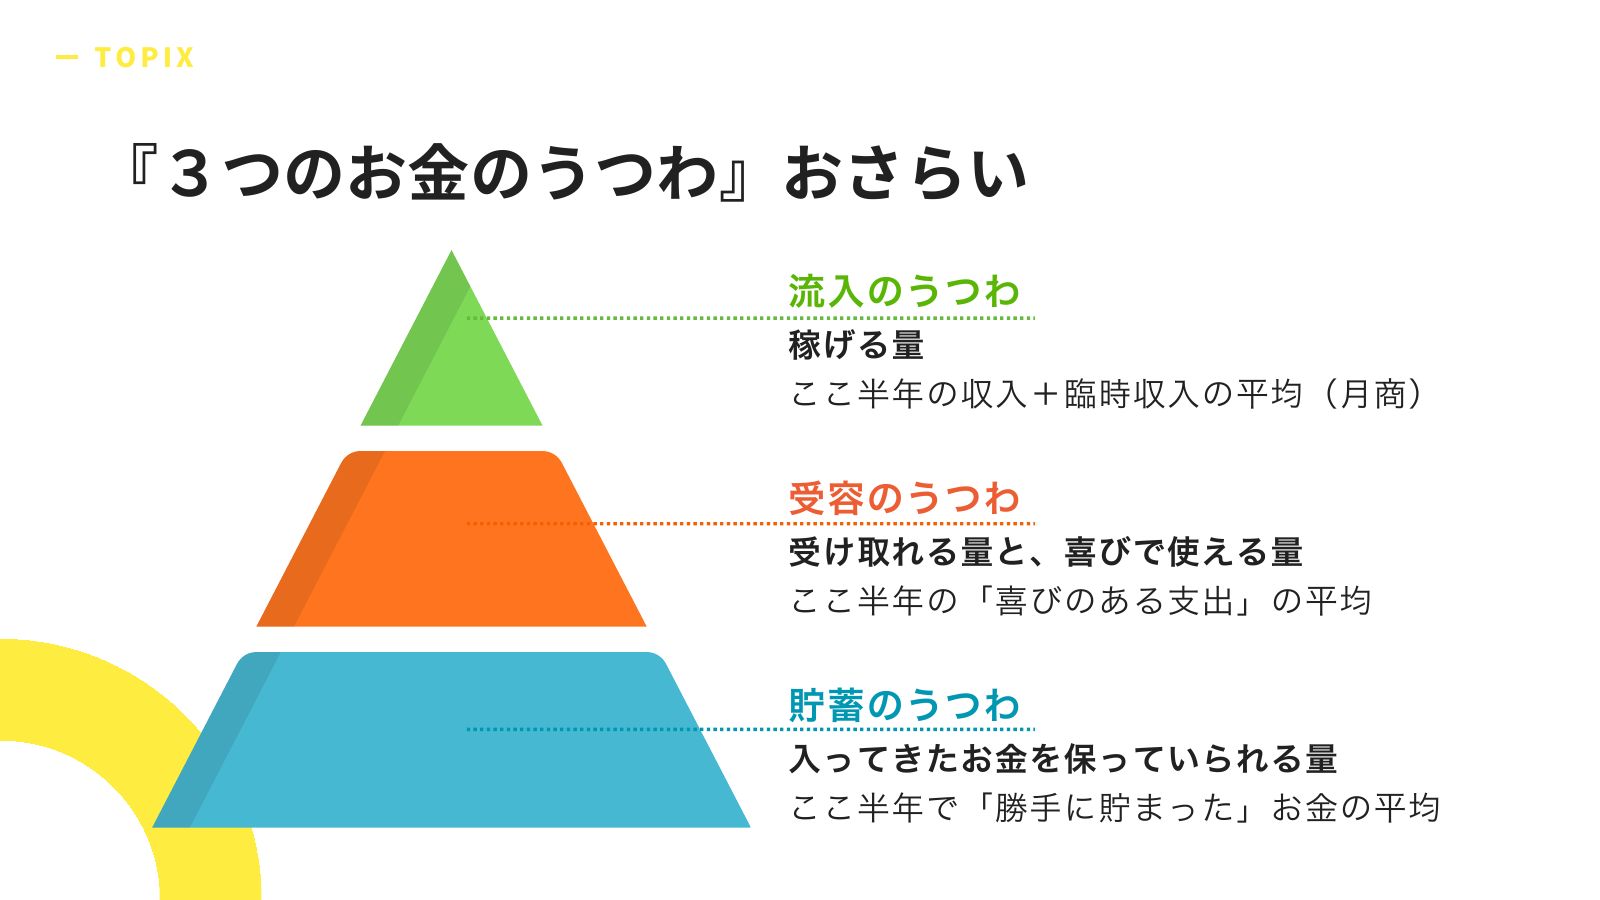 — TOPIX
『３つのお金のうつわ』おさらい
流入のうつわ
稼げる量
ここ半年の収入＋臨時収入の平均（月商）
受容のうつわ
受け取れる量と、喜びで使える量
ここ半年の「喜びのある支出」の平均
貯蓄のうつわ
入ってきたお金を保っていられる量
ここ半年で「勝手に貯まった」お金の平均